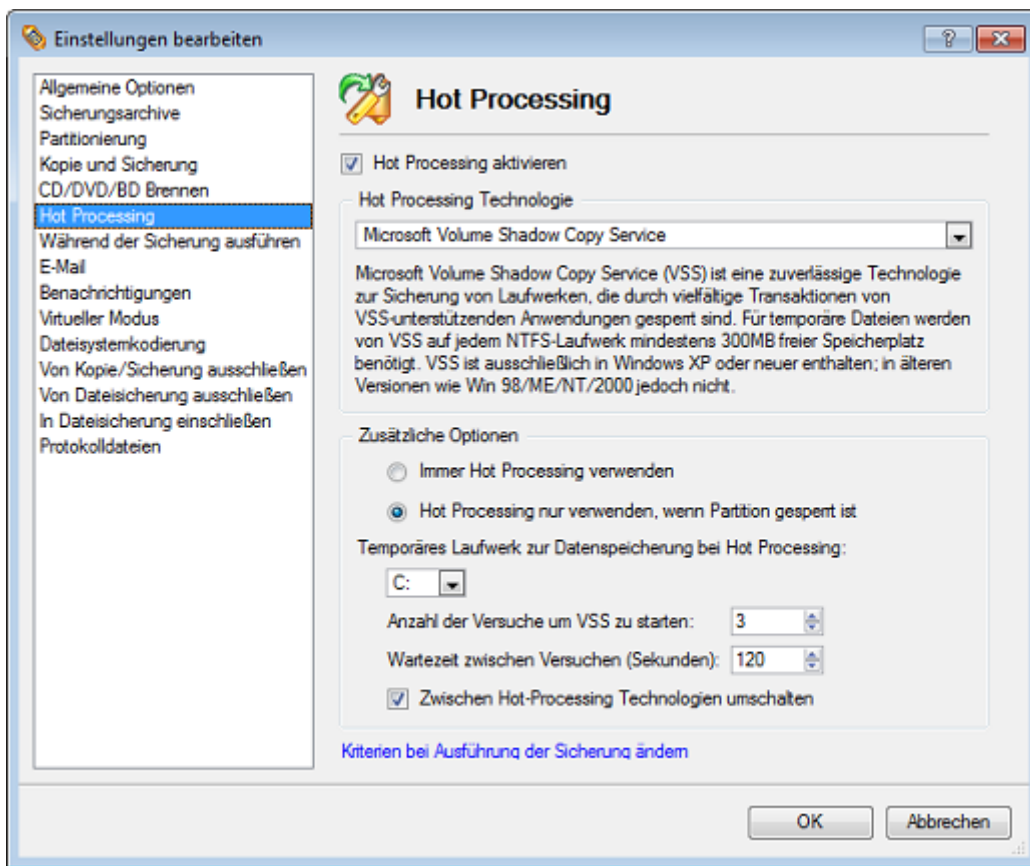 Einstellungen bearbeiten
Allgemeine Optionen
Sicherungsarchive
Partitionierung
Kopie und Sicherung
CD/DVD/BD Brennen
Hot Processing
Während der Sicherung ausführen
E-Mail
Benachrichtigungen
Virtueller Modus
Dateisystemkodierung
Von Kopie/Sicherung ausschließen
Von Dateisicherung ausschließen
In Dateisicherung einschließen
Protokolldateien
Hot Processing
Hot Processing aktivieren
Hot Processing Technologie
Microsoft Volume Shadow Copy Service
Microsoft Volume Shadow Copy Service (VSS) ist eine zuverlässige Technologie
zur Sicherung von Laufwerken, die durch vielfältige Transaktionen von
VSS-unterstützenden Anwendungen gesperrt sind. Für temporäre Dateien werden
von VSS auf jedem NTFS-Laufwerk mindestens 300MB freier Speicherplatz
benötigt. VSS ist ausschließlich in Windows XP oder neuer enthalten; in älteren
Versionen wie Win 98/ME/NT/2000 jedoch nicht.
Zusätzliche Optionen
Immer Hot Processing verwenden
Hot Processing nur verwenden, wenn Partition gesperrt ist
Temporäres Laufwerk zur Datenspeicherung bei Hot Processing:
C:
Anzahl der Versuche um VSS zu starten: 3
Wartezeit zwischen Versuchen (Sekunden): 120
Zwischen Hot-Processing Technologien umschalten
Kriterien bei Ausführung der Sicherung ändern
OK Abbrechen